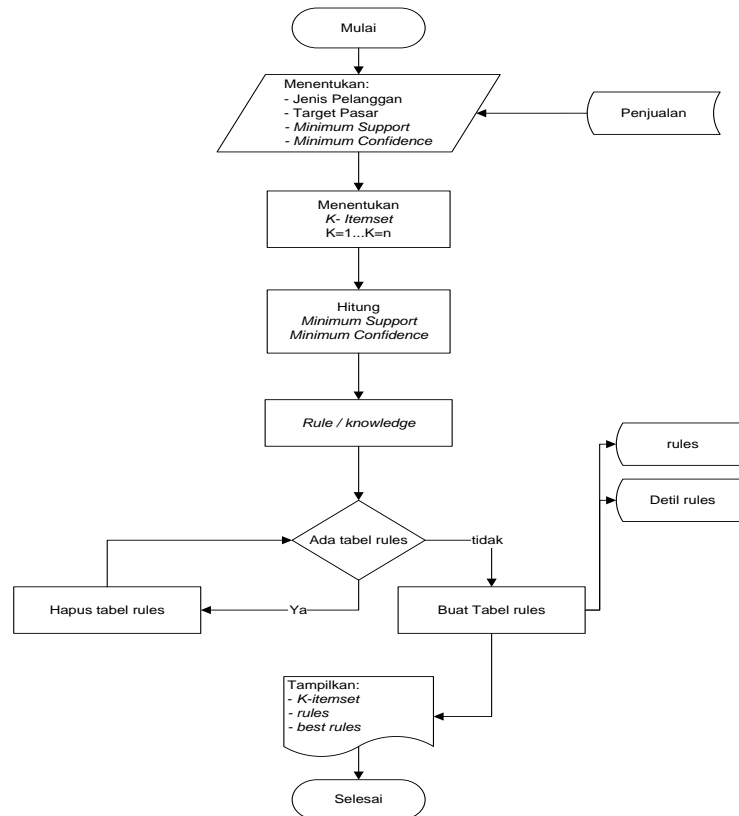 Mulai
Menentukan:
- Jenis Pelanggan
- Target Pasar
- Minimum Support
- Minimum Confidence
Penjualan
Menentukan
K- Itemset
K=1...K=n
Hitung
Minimum Support
Minimum Confidence
Rule / knowledge
rules
Detil rules
Ada tabel rules
tidak
Hapus tabel rules
Ya
Buat Tabel rules
Tampilkan:
- K-itemset
- rules
- best rules
Selesai